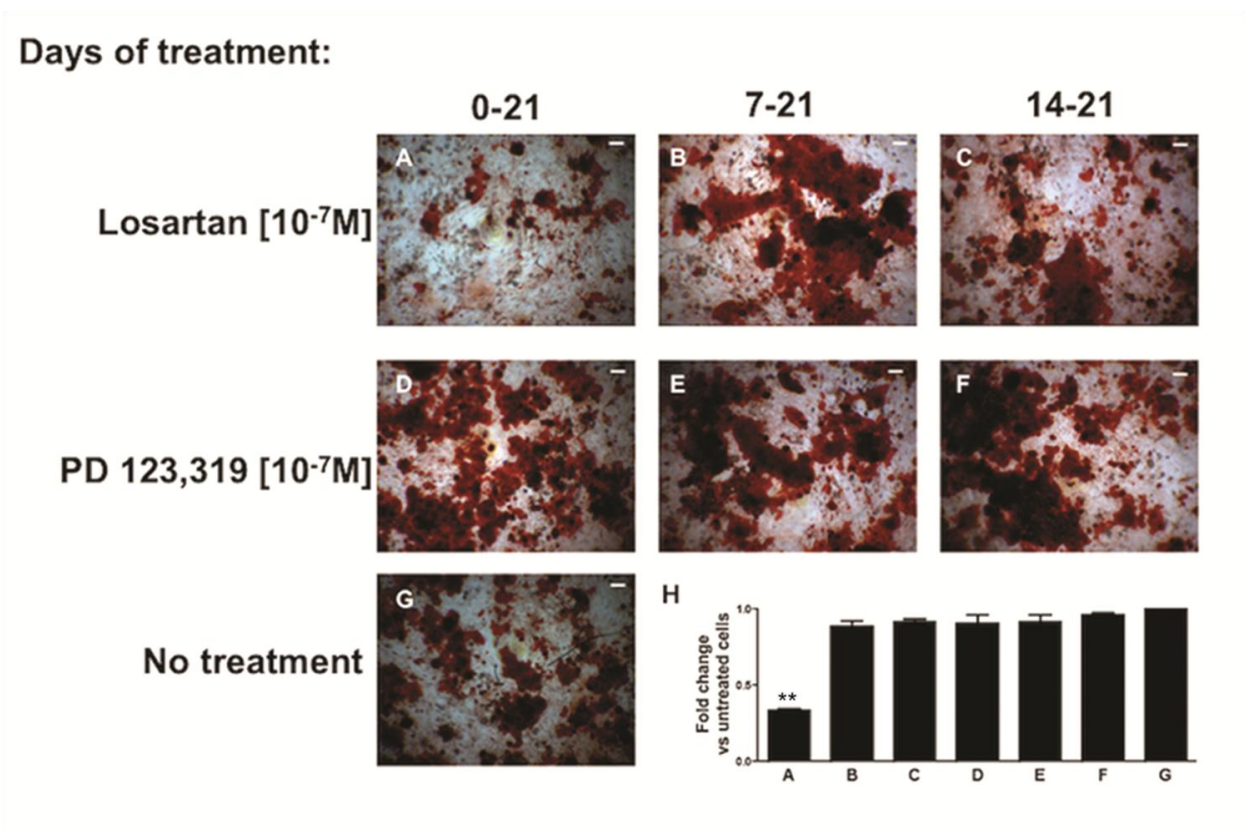 Days of treatment:
0-21 7-21 14-21
Losartan [10⁻⁷M]
A B C
PD 123,319 [10⁻⁷M]
D E F
No treatment
G
H
Fold change
vs untreated cells
1.0
0.5
0.0
**
A B C D E F G